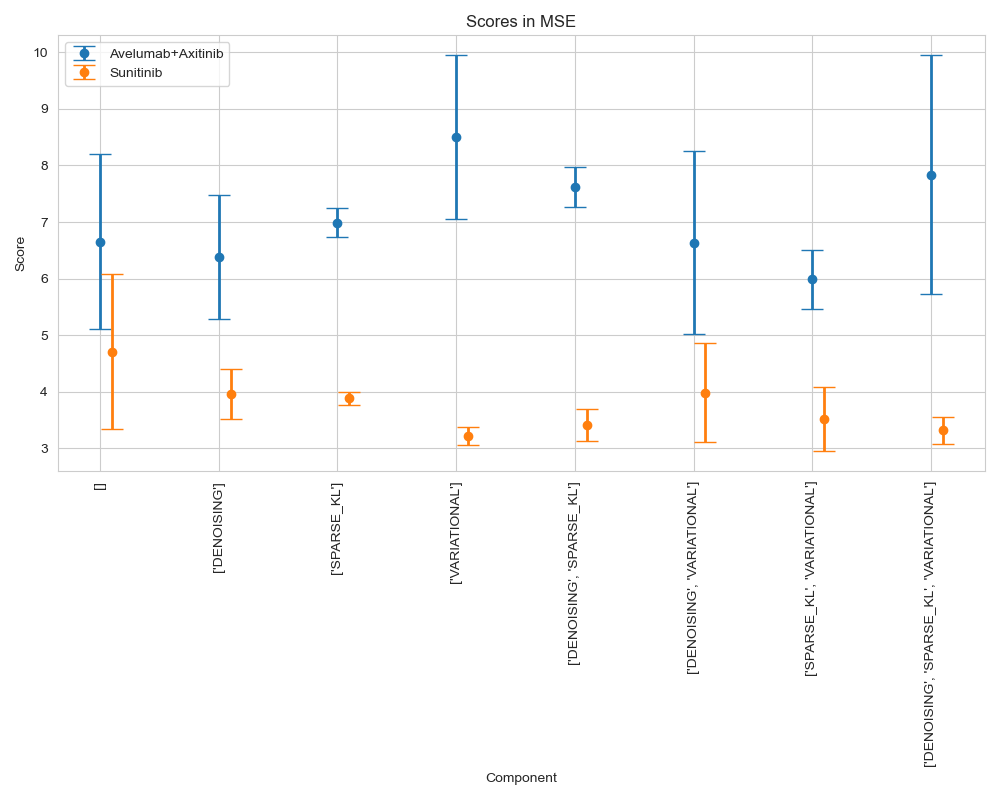 Scores in MSE
Avelumab+Axitinib
Sunitinib
Score
10
9
8
7
6
5
4
3
[]
['DENOISING']
['SPARSE_KL']
['VARIATIONAL']
['DENOISING', 'SPARSE_KL']
['DENOISING', 'VARIATIONAL']
['SPARSE_KL', 'VARIATIONAL']
['DENOISING', 'SPARSE_KL', 'VARIATIONAL']
Component